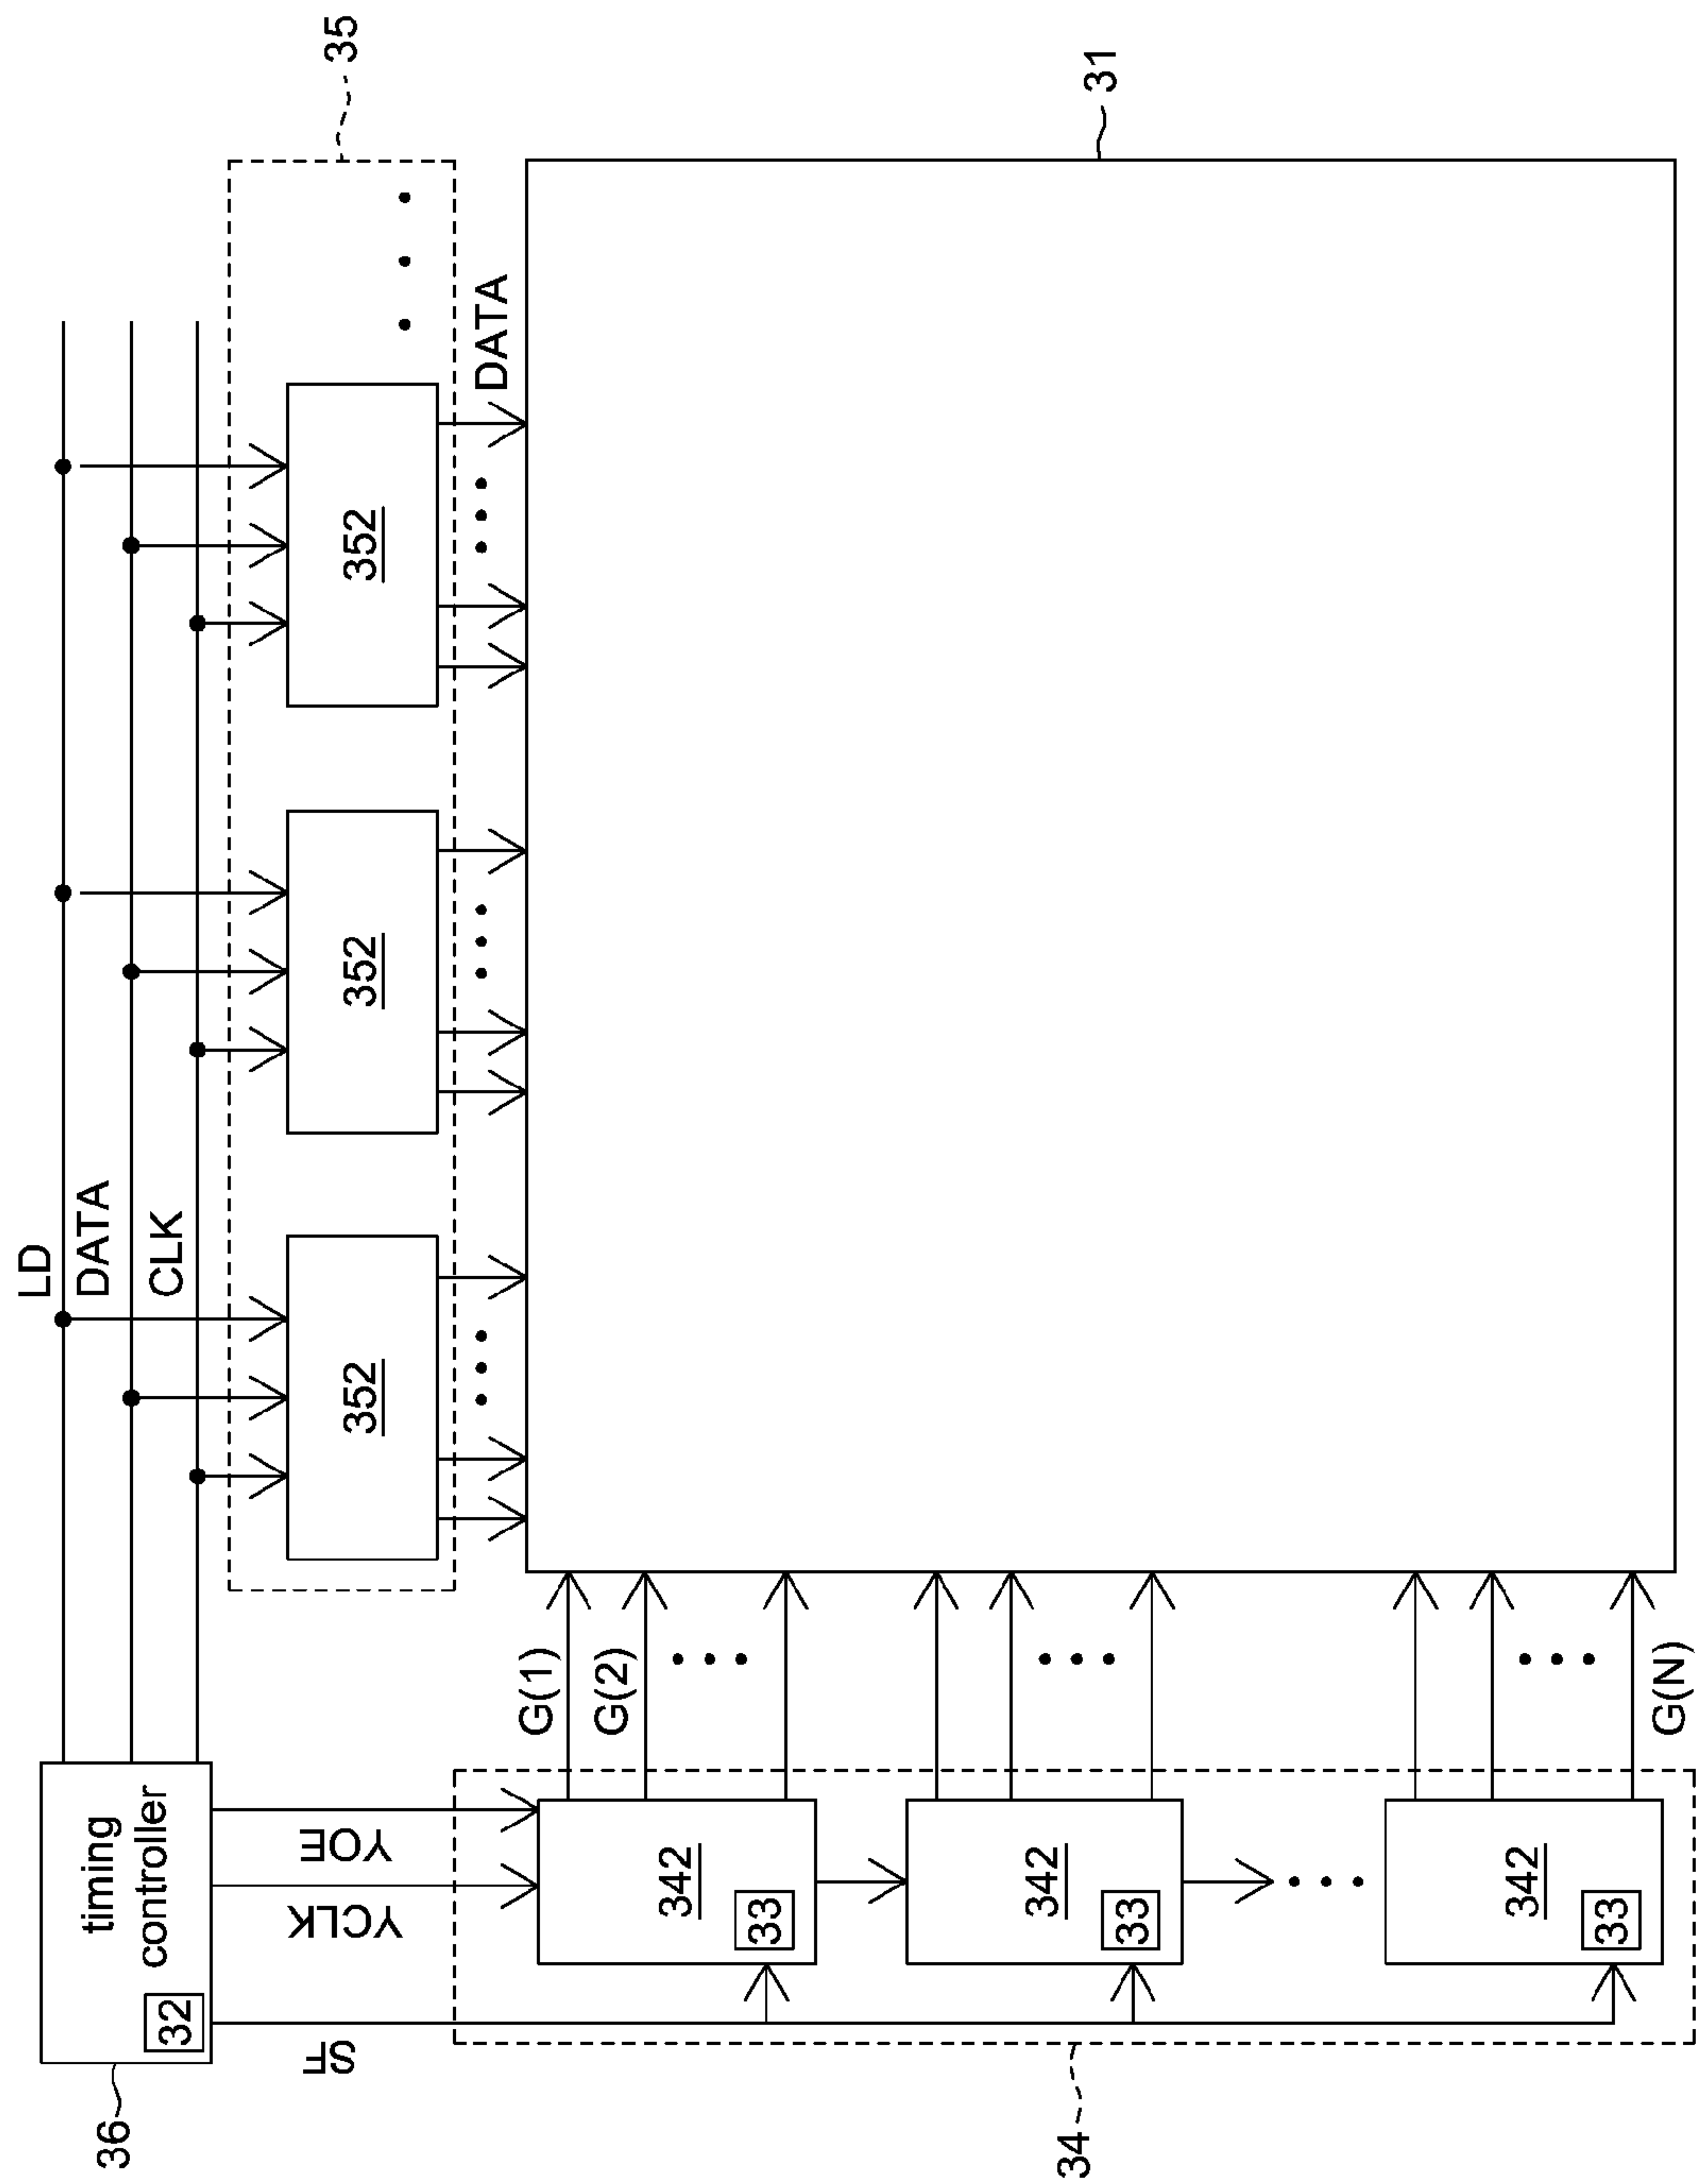 LD
36
timing
controller
32
DATA
CLK
35
SF
YCLK
YOE
352
352
352
DATA
G(1)
G(2)
342
33
31
34
342
33
342
33
G(N)